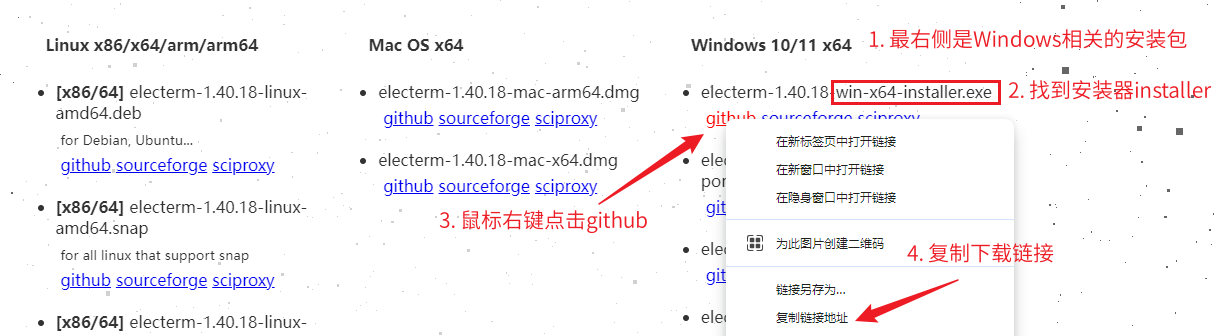 Linux x86/x64/arm/arm64
[x86/64] electerm-1.40.18-linux-
amd64.deb
for Debian, Ubuntu...
github sourceforge sciproxy
[x86/64] electerm-1.40.18-linux-
amd64.snap
for all linux that support snap
github sourceforge sciproxy
[x86/64] electerm-1.40.18-linux-
Mac OS x64
electerm-1.40.18-mac-arm64.dmg
github sourceforge sciproxy
electerm-1.40.18-mac-x64.dmg
github sourceforge sciproxy
3. 鼠标右键点击github
Windows 10/11 x64
1. 最右侧是Windows相关的安装包
electerm-1.40.18-win-x64-installer.exe
2. 找到安装器installer
github sourceforge sciproxy
在新标签页中打开链接
在新窗口中打开链接
在隐身窗口中打开链接
为此图片创建二维码
4. 复制下载链接
链接另存为...
复制链接地址